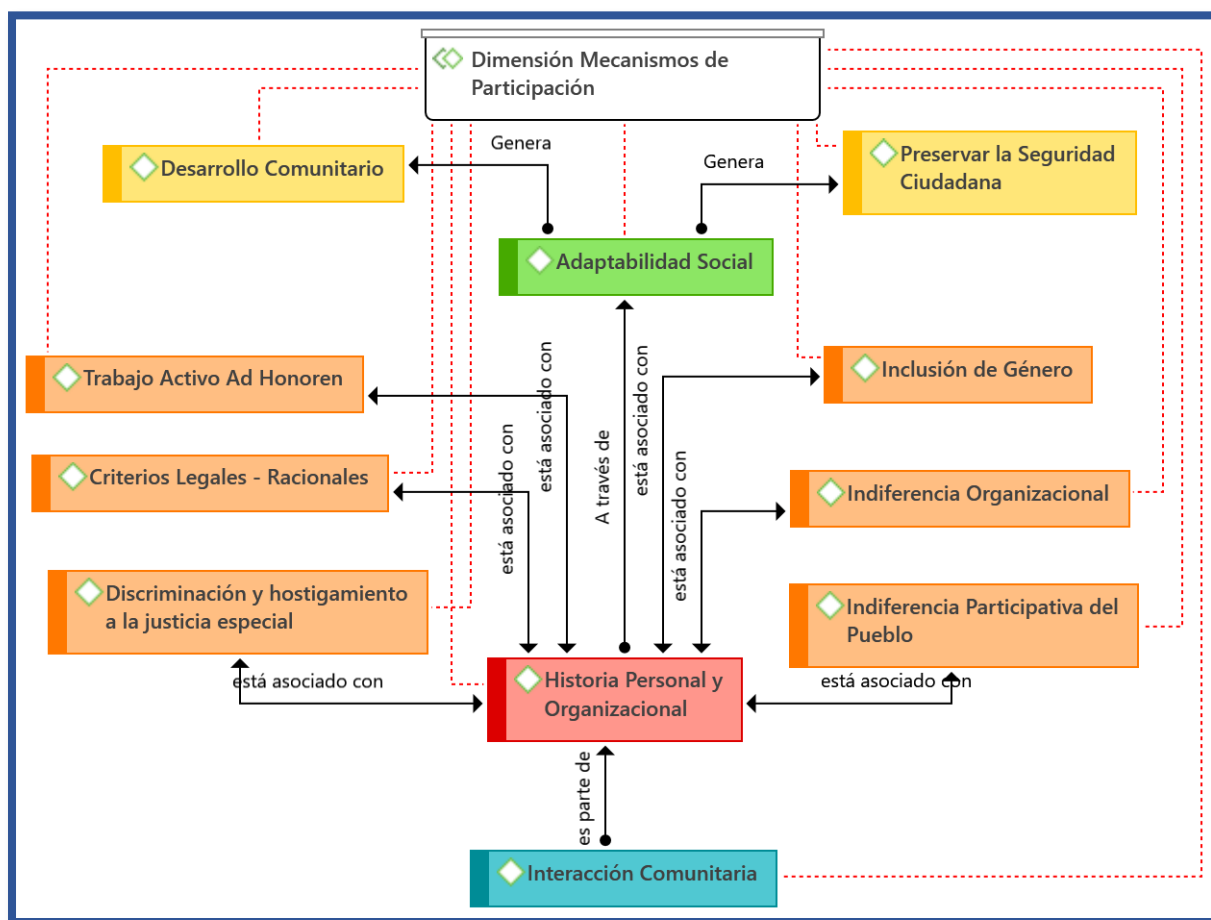 Dimensión Mecanismos de
Participación
Genera
Genera
Desarrollo Comunitario
Preservar la Seguridad
Ciudadana
Adaptabilidad Social
Trabajo Activo Ad Honoren
Inclusión de Género
está asociado con
está asociado con
A través de
está asociado con
está asociado con
Criterios Legales - Racionales
Indiferencia Organizacional
Discriminación y hostigamiento
a la justicia especial
Indiferencia Participativa del
Pueblo
está asociado con
está asociado con
Historia Personal y
Organizacional
es parte de
Interacción Comunitaria